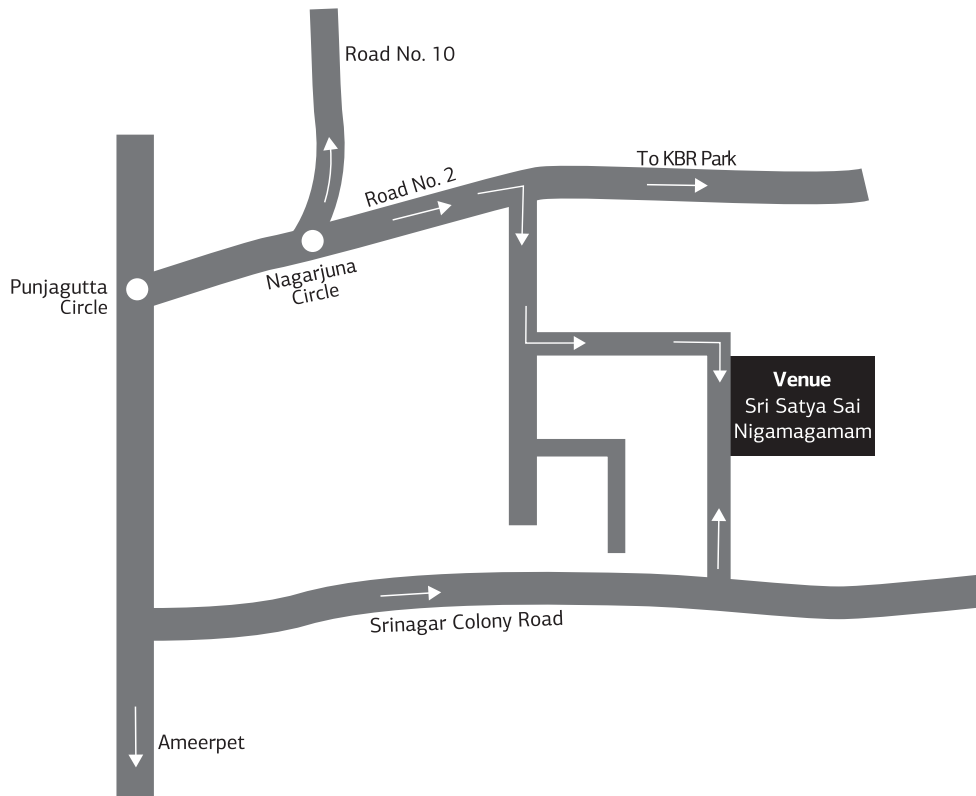 Road No. 10
To KBR Park
Road No. 2
Nagarjuna
Circle
Punjagutta
Circle
Venue
Sri Satya Sai
Nigamagamam
Srinagar Colony Road
Ameerpet